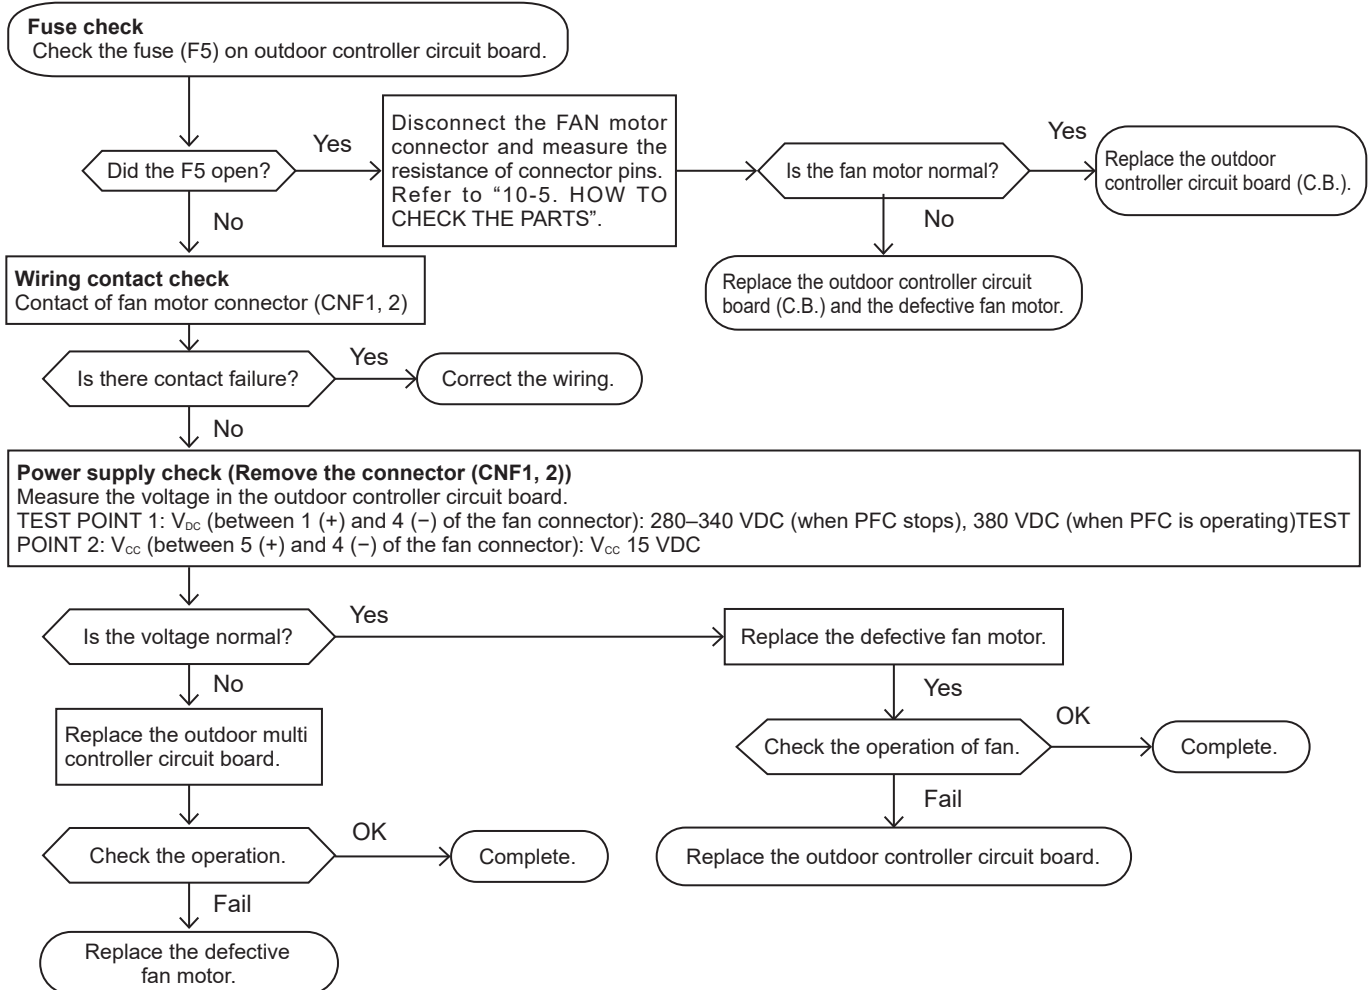 Fuse check
Check the fuse (F5) on outdoor controller circuit board.
Did the F5 open?
Yes
Disconnect the FAN motor
connector and measure the
resistance of connector pins.
Refer to “10-5. HOW TO
CHECK THE PARTS”.
Is the fan motor normal?
Yes
Replace the outdoor
controller circuit board (C.B.).
No
No
Replace the outdoor controller circuit
board (C.B.) and the defective fan motor.
Wiring contact check
Contact of fan motor connector (CNF1, 2)
Is there contact failure?
Yes
Correct the wiring.
No
Power supply check (Remove the connector (CNF1, 2))
Measure the voltage in the outdoor controller circuit board.
TEST POINT 1: VDC (between 1 (+) and 4 (−) of the fan connector): 280–340 VDC (when PFC stops), 380 VDC (when PFC is operating)TEST
POINT 2: VCC (between 5 (+) and 4 (−) of the fan connector): VCC 15 VDC
Is the voltage normal?
Yes
Replace the defective fan motor.
No
Yes
Replace the outdoor multi
controller circuit board.
Check the operation of fan.
OK
Complete.
Fail
Replace the outdoor controller circuit board.
Check the operation.
OK
Complete.
Fail
Replace the defective
fan motor.